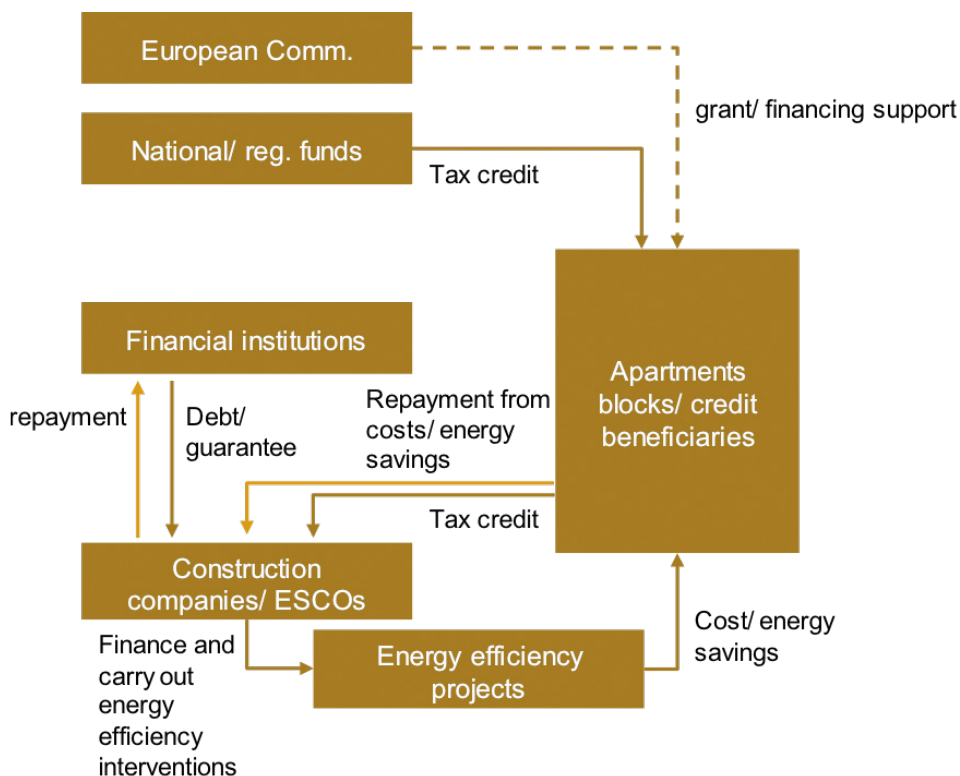 European Comm.
grant/ financing support
National/ reg. funds
Tax credit
Financial institutions
Apartments
blocks/ credit
beneficiaries
repayment
Debt/
guarantee
Repayment from
costs/ energy
savings
Tax credit
Construction
companies/ ESCOs
Finance and
carry out
energy
efficiency
interventions
Energy efficiency
projects
Cost/ energy
savings